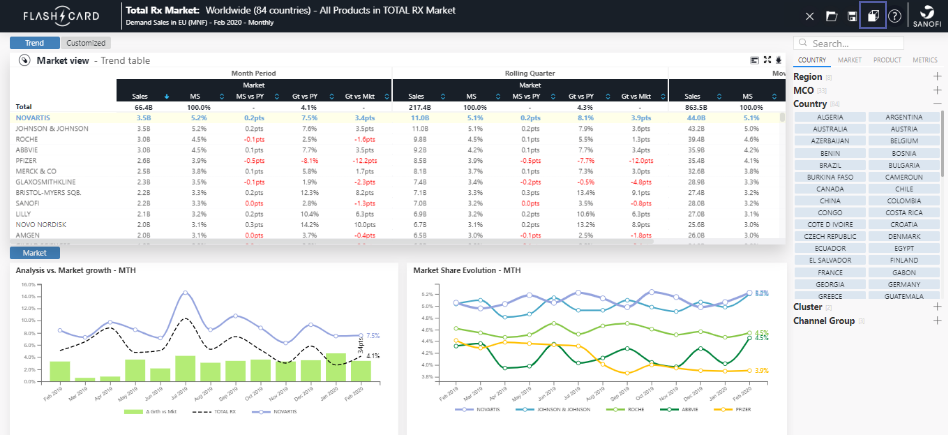 FLASH CARD
Total Rx Market: Worldwide (84 countries) - All Products in TOTAL RX Market
Demand Sales in EU (MNF) - Feb 2020 - Monthly
SANOFI
Trend Customized
Search...
Market view - Trend table
COUNTRY MARKET PRODUCT METRICS
Month Period Rolling Quarter Mov
Market Market
Sales MS MS vs PY Gt vs PY Gt vs Mkt Sales MS MS vs PY Gt vs PY Gt vs Mkt Sales MS
Total 66.4B 100.0% - 4.1% - 217.4B 100.0% - 4.3% - 863.5B 100.0%
NOVARTIS 3.5B 5.2% 0.2pts 7.5% 3.4pts 11.0B 5.1% 0.2pts 8.1% 3.9pts 44.0B 5.1%
JOHNSON & JOHNSON 3.5B 5.2% 0.2pts 7.6% 3.5pts 11.0B 5.1% 0.2pts 7.9% 3.6pts 43.2B 5.0%
ROCHE 3.0B 4.5% -0.1pts 2.5% -1.6pts 9.8B 4.5% 0.1pts 5.5% 1.3pts 39.4B 4.6%
ABBVIE 3.0B 4.5% 0.1pts 7.7% 3.5pts 9.2B 4.2% 0.1pts 7.7% 3.4pts 35.9B 4.2%
PFIZER 2.6B 3.9% -0.5pts -8.1% -12.2pts 8.5B 3.9% -0.5pts -7.7% -12.0pts 35.4B 4.1%
MERCK & CO 2.5B 3.8% 0.1pts 5.8% 1.7pts 8.1B 3.7% 0.1pts 7.3% 3.0pts 32.6B 3.8%
GLAXOSMITHKLINE 2.3B 3.5% -0.1pts 1.9% -2.3pts 7.4B 3.4% -0.2pts -0.5% -4.8pts 28.9B 3.3%
BRISTOL-MYERS SQB. 2.2B 3.3% 0.2pts 12.3% 8.2pts 7.1B 3.3% 0.3pts 13.4% 9.1pts 27.4B 3.2%
SANOFI 2.2B 3.3% 0.0pts 2.8% -1.3pts 7.0B 3.2% 0.0pts 3.5% -0.8pts 28.0B 3.2%
LILLY 2.1B 3.2% 0.2pts 10.4% 6.3pts 6.9B 3.2% 0.2pts 10.6% 6.3pts 27.0B 3.1%
NOVO NORDISK 2.0B 3.1% 0.3pts 14.2% 10.0pts 6.7B 3.1% 0.2pts 13.2% 8.9pts 25.6B 3.0%
AMGEN 2.0B 3.1% 0.0pts 3.7% -0.4pts 6.5B 3.0% -0.1pts 2.5% -1.8pts 26.0B 3.0%
Region
MCO
Country
ALGERIA ARGENTINA
AUSTRALIA AUSTRIA
AZERBAIJAN BELGIUM
BENIN BOSNIA
BRAZIL BULGARIA
BURKINA FASO CAMEROUN
CANADA CHILE
CHINA COLOMBIA
CONGO COSTA RICA
COTE D IVOIRE CROATIA
CZECH REPUBLIC DENMARK
ECUADOR EGYPT
EL SALVADOR FINLAND
FRANCE GABON
GEORGIA GERMANY
GREECE GUATEMALA
Cluster
Channel Group
Market
Analysis vs. Market growth - MTH
16.0%
14.0%
12.0%
10.0%
8.0%
6.0%
4.0%
2.0%
0.0%
7.5%
3.4pts
4.1%
Feb 2019 Mar 2019 Apr 2019 May 2019 Jun 2019 Jul 2019 Aug 2019 Sep 2019 Oct 2019 Nov 2019 Dec 2019 Jan 2020 Feb 2020
Growth vs Mkt TOTAL RX NOVARTIS
Market Share Evolution - MTH
5.2%
5.0%
4.8%
4.6%
4.4%
4.2%
4.0%
3.8%
4.5%
3.9%
Feb 2019 Mar 2019 Apr 2019 May 2019 Jun 2019 Jul 2019 Aug 2019 Sep 2019 Oct 2019 Nov 2019 Dec 2019 Jan 2020 Feb 2020
NOVARTIS JOHNSON & JOHNSON ROCHE ABBVIE PFIZER